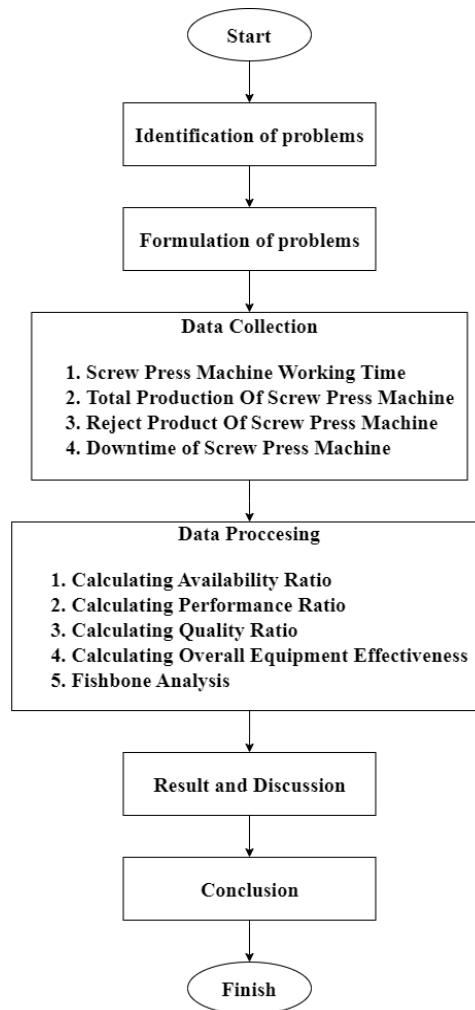 Start
Identification of problems
Formulation of problems
Data Collection
1. Screw Press Machine Working Time
2. Total Production Of Screw Press Machine
3. Reject Product Of Screw Press Machine
4. Downtime of Screw Press Machine
Data Proccesing
1. Calculating Availability Ratio
2. Calculating Performance Ratio
3. Calculating Quality Ratio
4. Calculating Overall Equipment Effectiveness
5. Fishbone Analysis
Result and Discussion
Conclusion
Finish